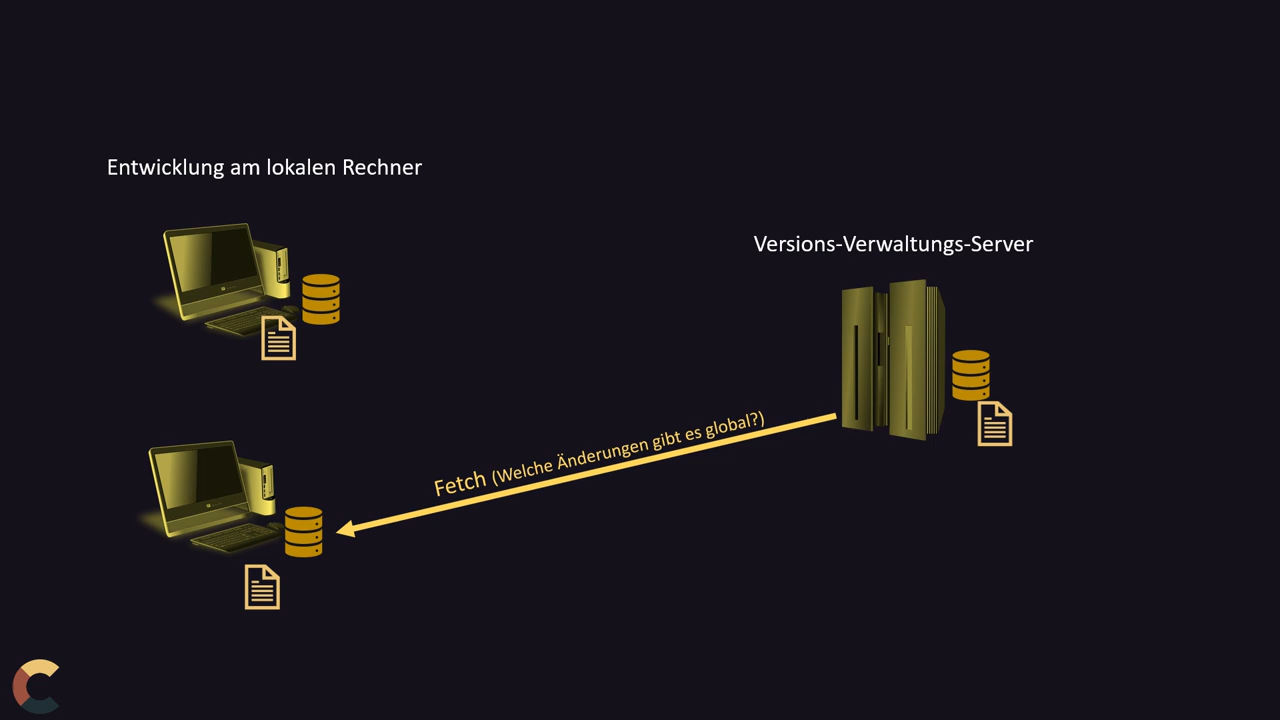 Entwicklung am lokalen Rechner
Versions-Verwaltungs-Server
Fetch (Welche Änderungen gibt es global?)